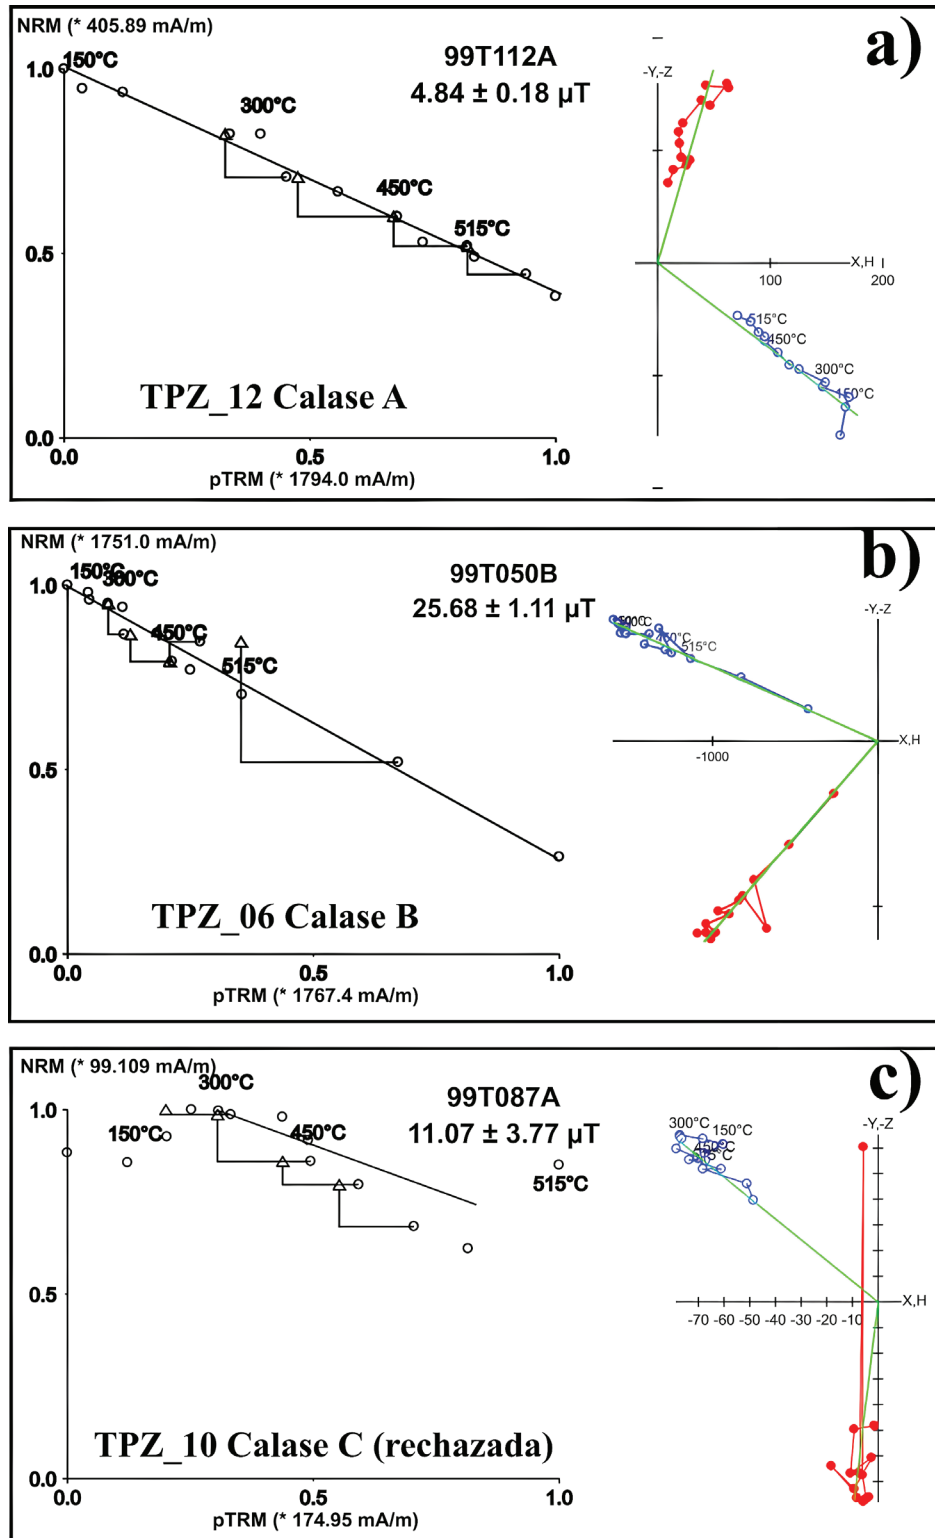 NRM (* 405.89 mA/m)
a)
99T112A
4.84 ± 0.18 µT
150°C
300°C
450°C
515°C
1.0
0.5
0.0
0.0 0.5 1.0
pTRM (* 1794.0 mA/m)
TPZ_12 Calase A
-Y,-Z
X,H
100 200
515°C
450°C
300°C
150°C
NRM (* 1751.0 mA/m)
b)
99T050B
25.68 ± 1.11 µT
150°C
300°C
450°C
515°C
1.0
0.5
0.0
0.0 0.5 1.0
pTRM (* 1767.4 mA/m)
TPZ_06 Calase B
-Y,-Z
450°C
515°C
X,H
-1000
NRM (* 99.109 mA/m)
c)
99T087A
11.07 ± 3.77 µT
300°C
150°C
450°C
515°C
1.0
0.5
0.0
0.0 0.5 1.0
pTRM (* 174.95 mA/m)
TPZ_10 Calase C (rechazada)
-Y,-Z
300°C
150°C
450°C
X,H
-70 -60 -50 -40 -30 -20 -10